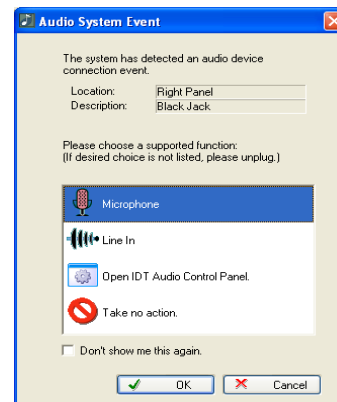 Audio System Event
The system has detected an audio device
connection event.
Location: Right Panel
Description: Black Jack
Please choose a supported function:
(If desired choice is not listed, please unplug.)
Microphone
Line In
Open IDT Audio Control Panel.
Take no action.
Don't show me this again.
OK Cancel